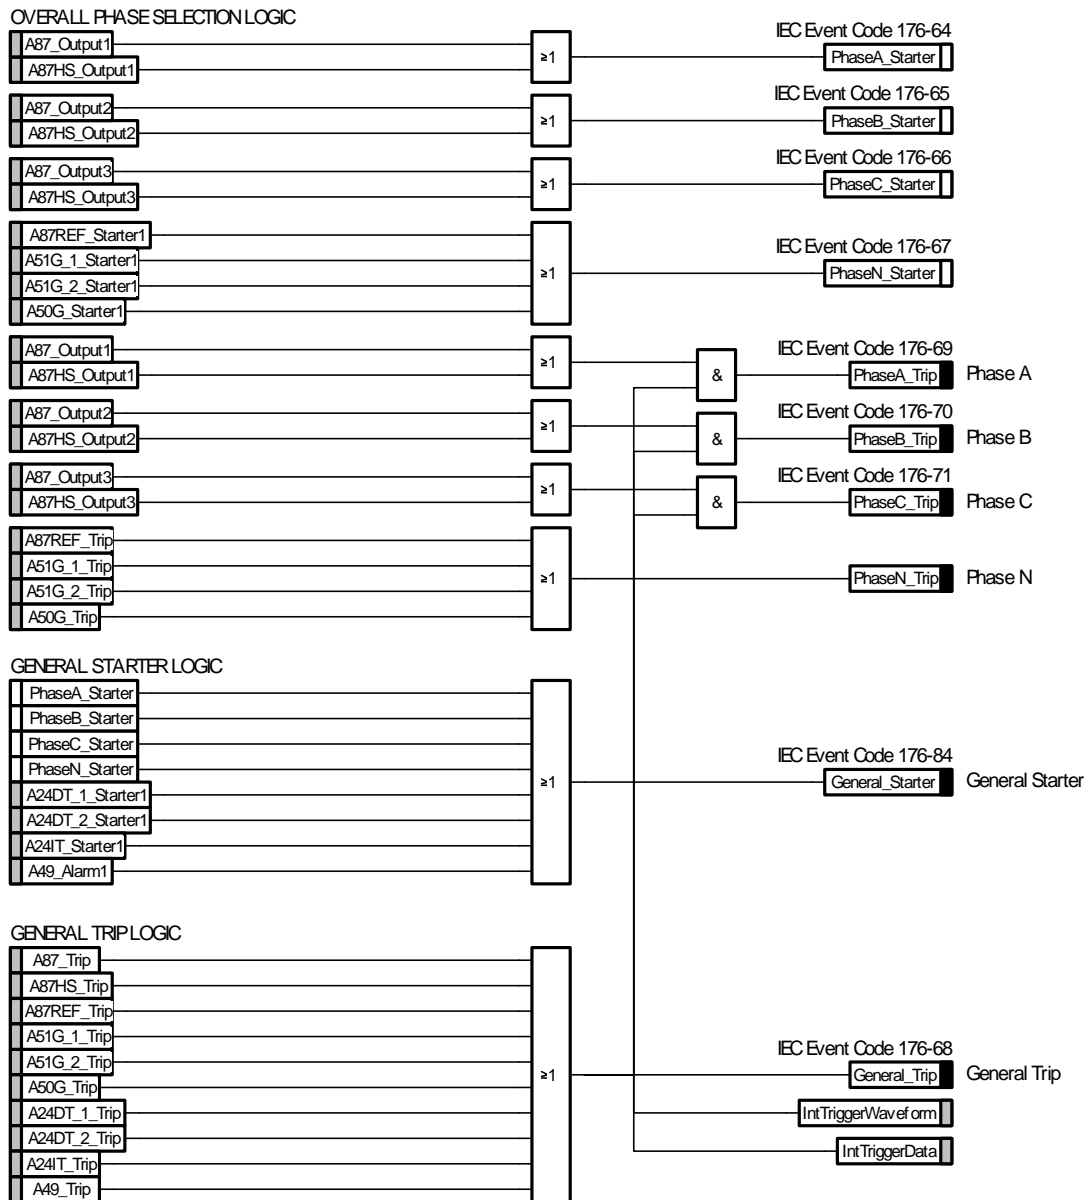 OVERALL PHASE SELECTION LOGIC
A87_Output1
A87HS_Output1
≥1
IEC Event Code 176-64
PhaseA_Starter
A87_Output2
A87HS_Output2
≥1
IEC Event Code 176-65
PhaseB_Starter
A87_Output3
A87HS_Output3
≥1
IEC Event Code 176-66
PhaseC_Starter
A87REF_Starter1
A51G_1_Starter1
A51G_2_Starter1
A50G_Starter1
≥1
IEC Event Code 176-67
PhaseN_Starter
A87_Output1
A87HS_Output1
≥1
&
IEC Event Code 176-69
PhaseA_Trip
Phase A
A87_Output2
A87HS_Output2
≥1
&
IEC Event Code 176-70
PhaseB_Trip
Phase B
A87_Output3
A87HS_Output3
≥1
&
IEC Event Code 176-71
PhaseC_Trip
Phase C
A87REF_Trip
A51G_1_Trip
A51G_2_Trip
A50G_Trip
≥1
PhaseN_Trip
Phase N
GENERAL STARTER LOGIC
PhaseA_Starter
PhaseB_Starter
PhaseC_Starter
PhaseN_Starter
A24DT_1_Starter1
A24DT_2_Starter1
A24IT_Starter1
A49_Alarm1
≥1
IEC Event Code 176-84
General_Starter
General Starter
GENERAL TRIP LOGIC
A87_Trip
A87HS_Trip
A87REF_Trip
A51G_1_Trip
A51G_2_Trip
A50G_Trip
A24DT_1_Trip
A24DT_2_Trip
A24IT_Trip
A49_Trip
≥1
IEC Event Code 176-68
General_Trip
General Trip
IntTriggerWaveform
IntTriggerData